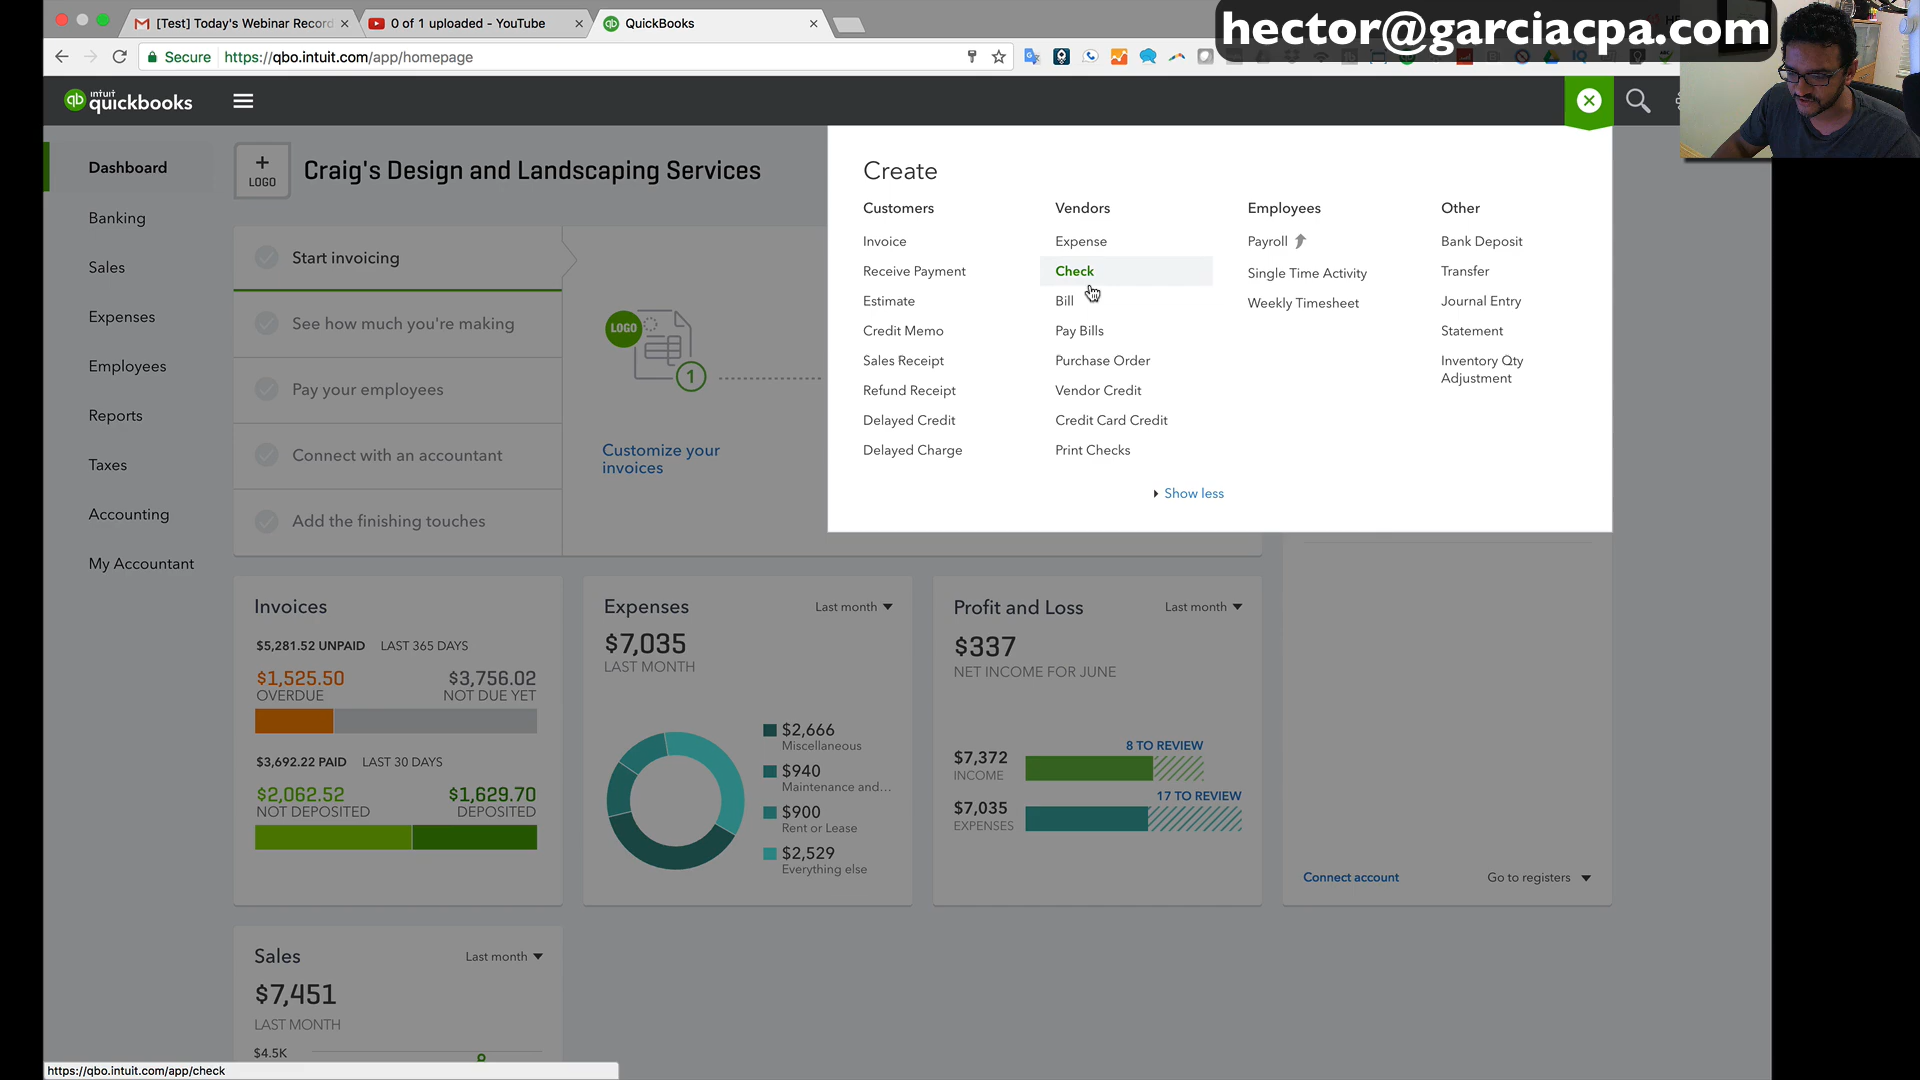 [Test] Today's Webinar Record
0 of 1 uploaded - YouTube
QuickBooks
hector@garciacpa.com
Secure
https://qbo.intuit.com/app/homepage
intuit
quickbooks
Dashboard
Banking
Sales
Expenses
Employees
Reports
Taxes
Accounting
My Accountant
+
LOGO
Craig's Design and Landscaping Services
Start invoicing
See how much you're making
Pay your employees
Connect with an accountant
Add the finishing touches
LOGO
1
Customize your
invoices
Create
Customers
Invoice
Receive Payment
Estimate
Credit Memo
Sales Receipt
Refund Receipt
Delayed Credit
Delayed Charge
Vendors
Expense
Check
Bill
Pay Bills
Purchase Order
Vendor Credit
Credit Card Credit
Print Checks
Employees
Payroll
Single Time Activity
Weekly Timesheet
Other
Bank Deposit
Transfer
Journal Entry
Statement
Inventory Qty
Adjustment
Show less
Invoices
$5,281.52 UNPAID LAST 365 DAYS
$1,525.50 $3,756.02
OVERDUE NOT DUE YET
$3,692.22 PAID LAST 30 DAYS
$2,062.52 $1,629.70
NOT DEPOSITED DEPOSITED
Expenses
Last month
$7,035
LAST MONTH
$2,666
Miscellaneous
$940
Maintenance and...
$900
Rent or Lease
$2,529
Everything else
Profit and Loss
Last month
$337
NET INCOME FOR JUNE
8 TO REVIEW
$7,372
INCOME
17 TO REVIEW
$7,035
EXPENSES
Connect account
Go to registers
Sales
Last month
$7,451
LAST MONTH
$4.5K
https://qbo.intuit.com/app/check